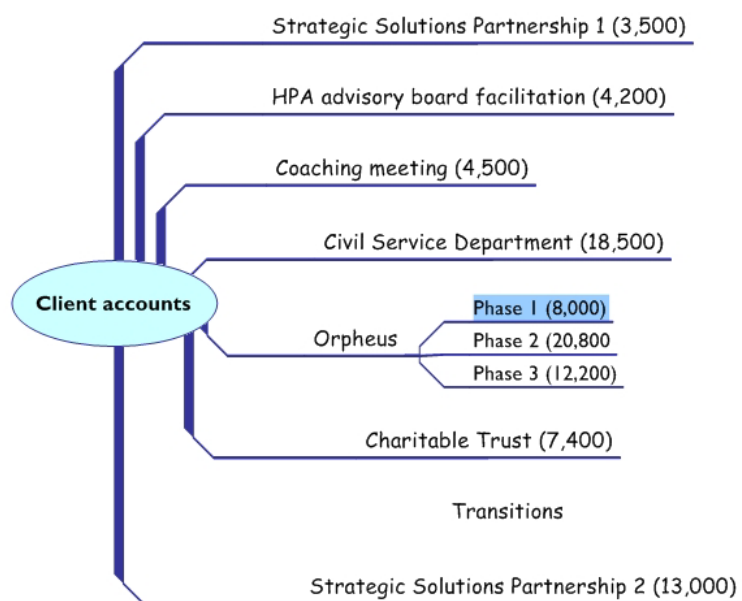 Strategic Solutions Partnership 1 (3,500)
HPA advisory board facilitation (4,200)
Coaching meeting (4,500)
Civil Service Department (18,500)
Client accounts
Phase 1 (8,000)
Orpheus
Phase 2 (20,800
Phase 3 (12,200)
Charitable Trust (7,400)
Transitions
Strategic Solutions Partnership 2 (13,000)